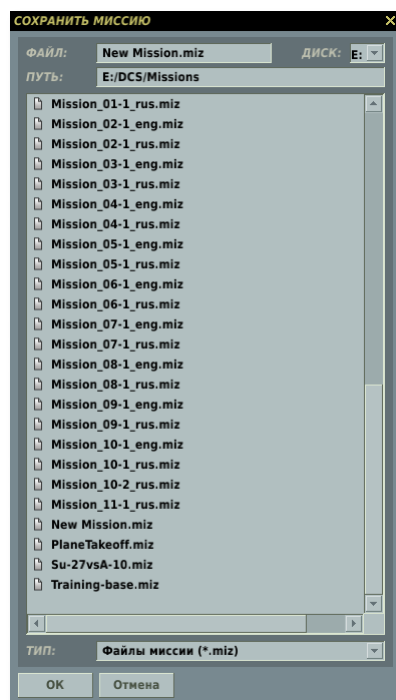 СОХРАНИТЬ МИССИЮ
ФАЙЛ: New Mission.miz ДИСК: E:
ПУТЬ: E:/DCS/Missions
Mission_01-1_rus.miz
Mission_02-1_eng.miz
Mission_02-1_rus.miz
Mission_03-1_eng.miz
Mission_03-1_rus.miz
Mission_04-1_eng.miz
Mission_04-1_rus.miz
Mission_05-1_eng.miz
Mission_05-1_rus.miz
Mission_06-1_eng.miz
Mission_06-1_rus.miz
Mission_07-1_eng.miz
Mission_07-1_rus.miz
Mission_08-1_eng.miz
Mission_08-1_rus.miz
Mission_09-1_eng.miz
Mission_09-1_rus.miz
Mission_10-1_eng.miz
Mission_10-1_rus.miz
Mission_10-2_rus.miz
Mission_11-1_rus.miz
New Mission.miz
PlaneTakeoff.miz
Su-27vsA-10.miz
Training-base.miz
ТИП: Файлы миссии (*.miz)
ОК Отмена